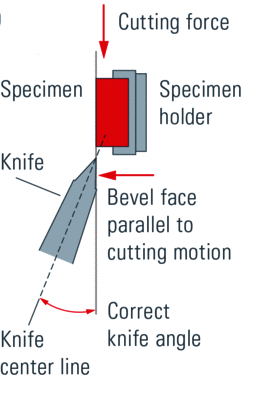 Cutting force
Specimen
Specimen
holder
Knife
Bevel face
parallel to
cutting motion
Correct
knife angle
Knife
center line